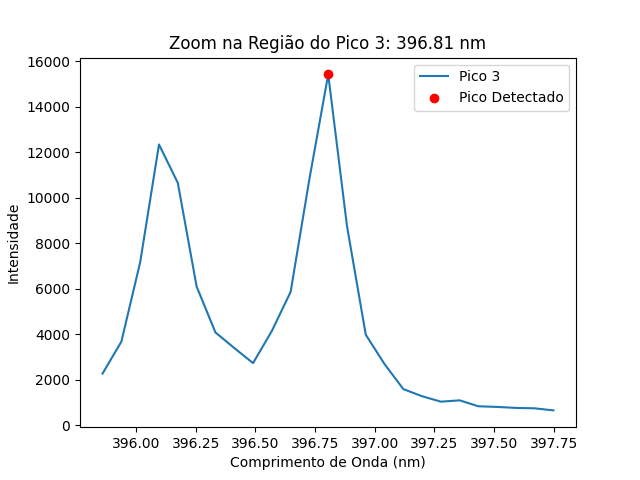 Zoom na Região do Pico 3: 396.81 nm
Pico 3
Pico Detectado
Intensidade
16000
14000
12000
10000
8000
6000
4000
2000
0
396.00 396.25 396.50 396.75 397.00 397.25 397.50 397.75
Comprimento de Onda (nm)